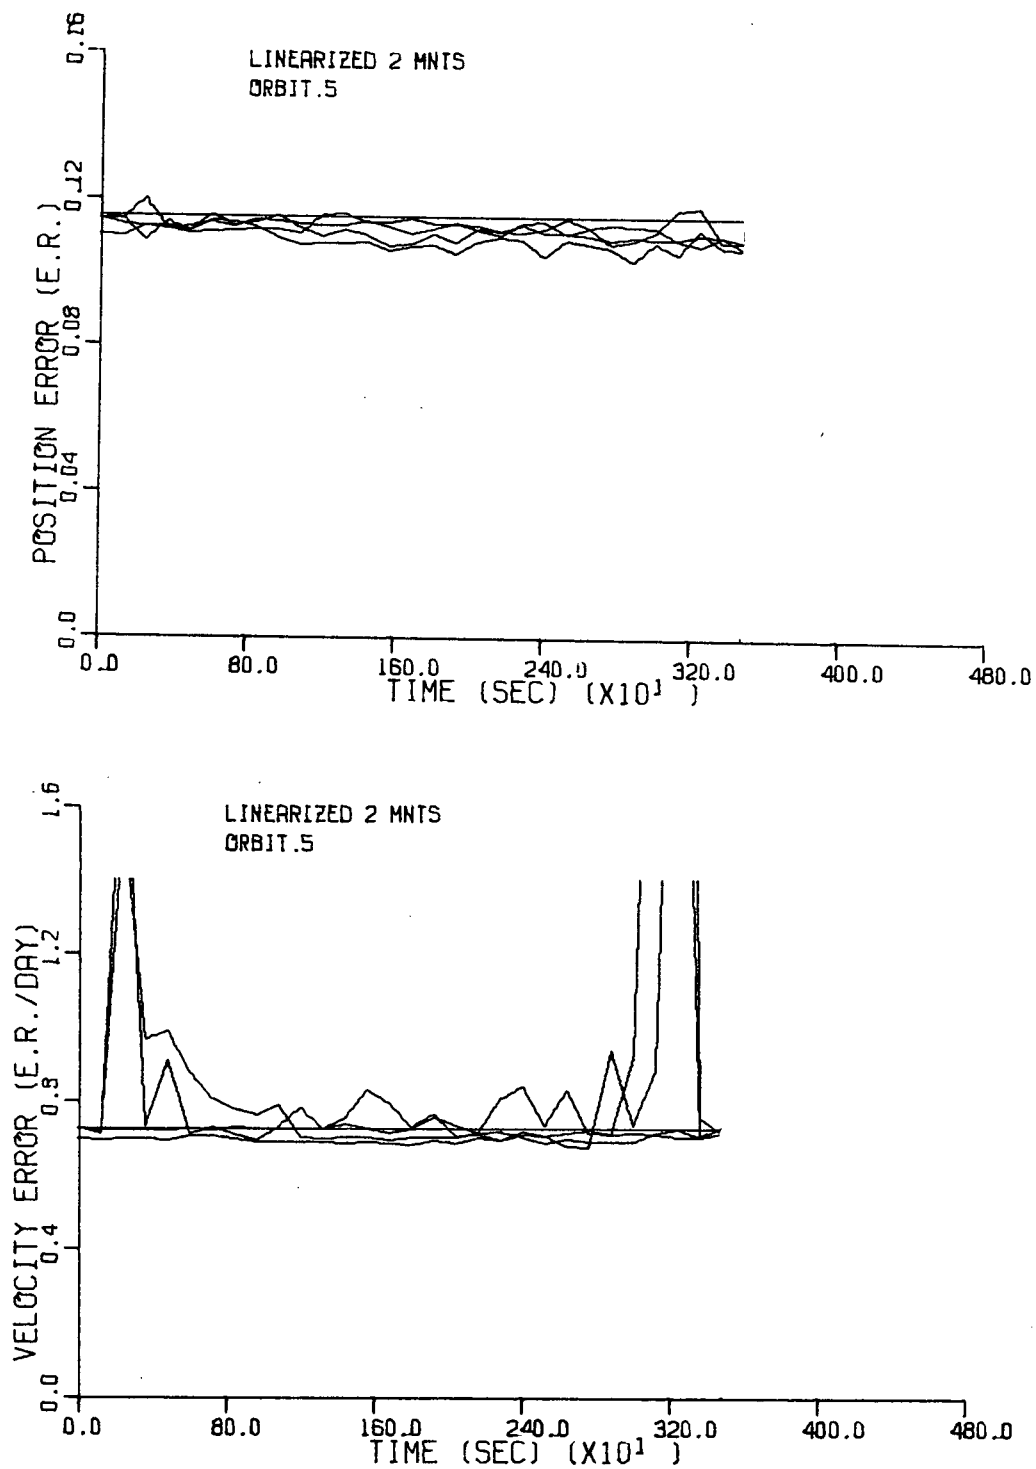 LINEARIZED 2 MNTS
ORBIT.5
POSITION ERROR (E.R.)
0.16
0.12
0.08
0.04
0.0
0.0 80.0 160.0 240.0 320.0 400.0 480.0
TIME (SEC) (X10¹ )
LINEARIZED 2 MNTS
ORBIT.5
VELOCITY ERROR (E.R./DAY)
1.6
1.2
0.8
0.4
0.0
0.0 80.0 160.0 240.0 320.0 400.0 480.0
TIME (SEC) (X10¹ )